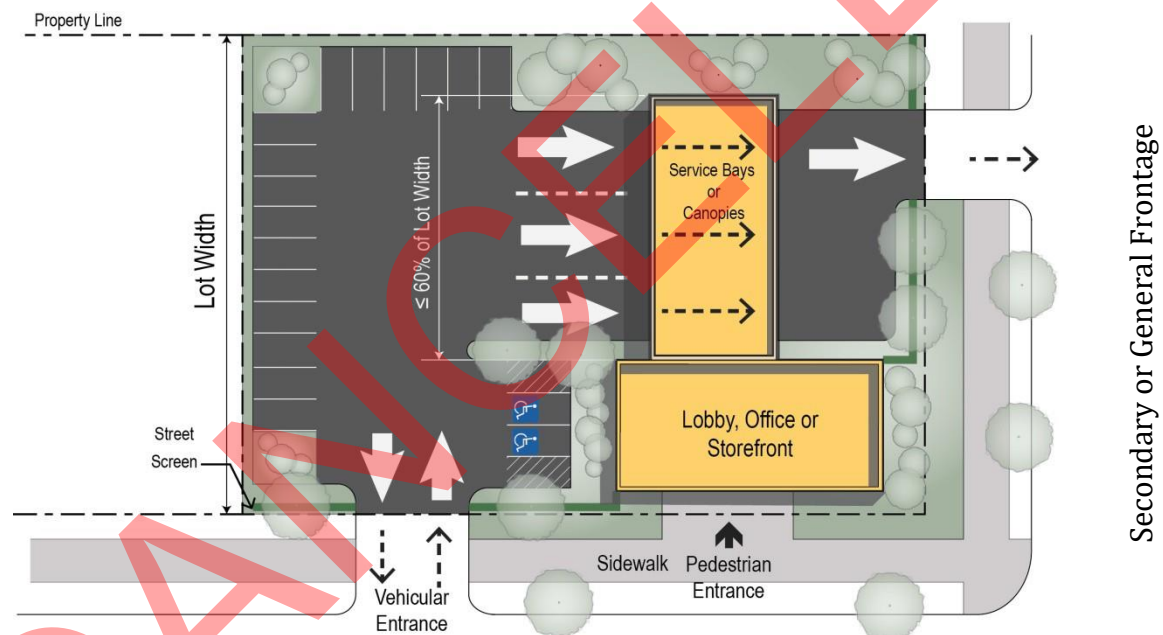 Property Line
Lot Width
≤ 60% of Lot Width
Service Bays
or
Canopies
Lobby, Office or
Storefront
Street
Screen
Sidewalk
Pedestrian
Entrance
Vehicular
Entrance
Secondary or General Frontage
ANCELLE